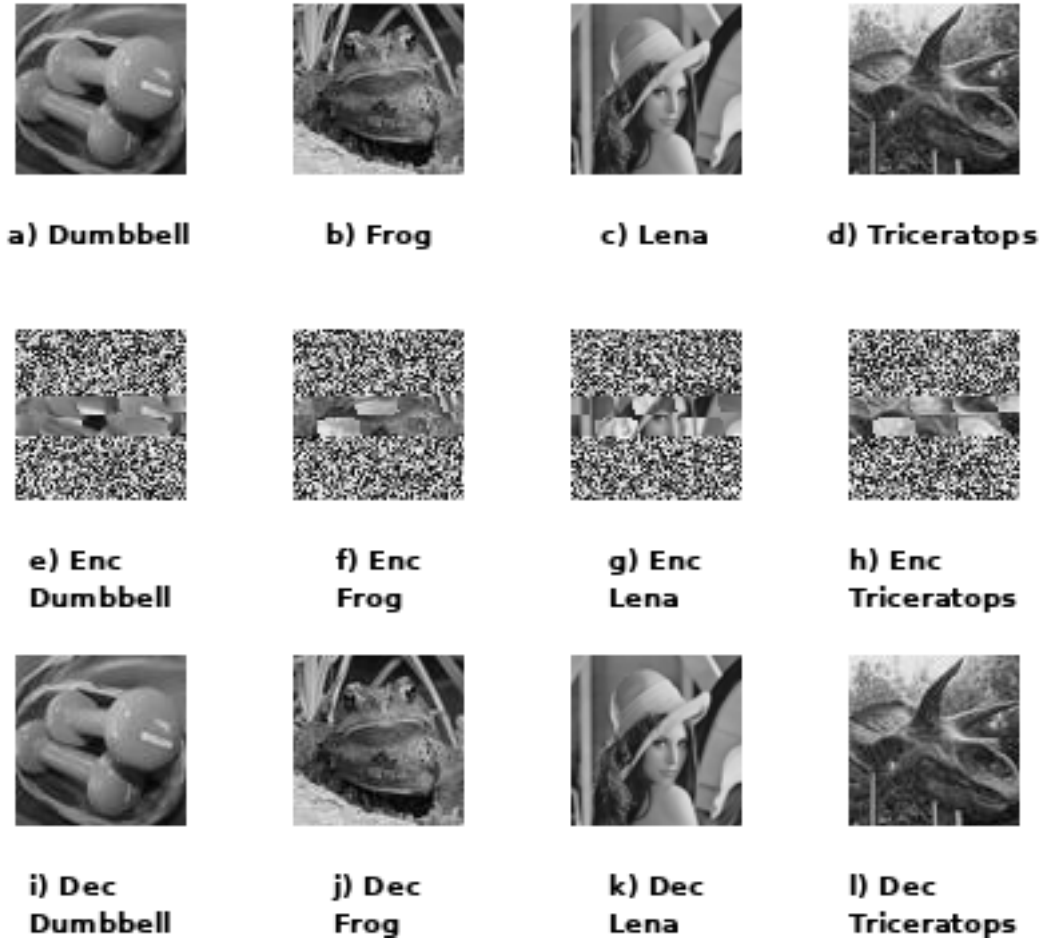 a) Dumbbell
b) Frog
c) Lena
d) Triceratops
e) Enc
Dumbbell
f) Enc
Frog
g) Enc
Lena
h) Enc
Triceratops
i) Dec
Dumbbell
j) Dec
Frog
k) Dec
Lena
l) Dec
Triceratops